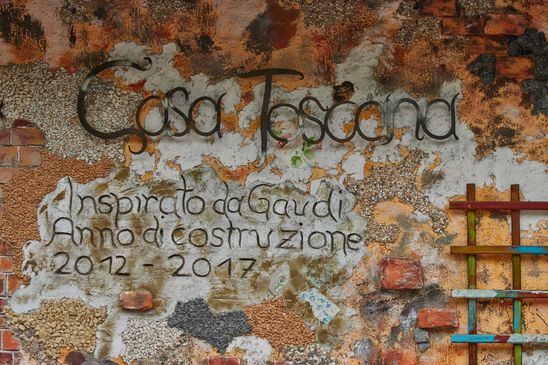 Casa Toscana
Inspirato da Gaudi
Anno di costruzione
2012 - 2017